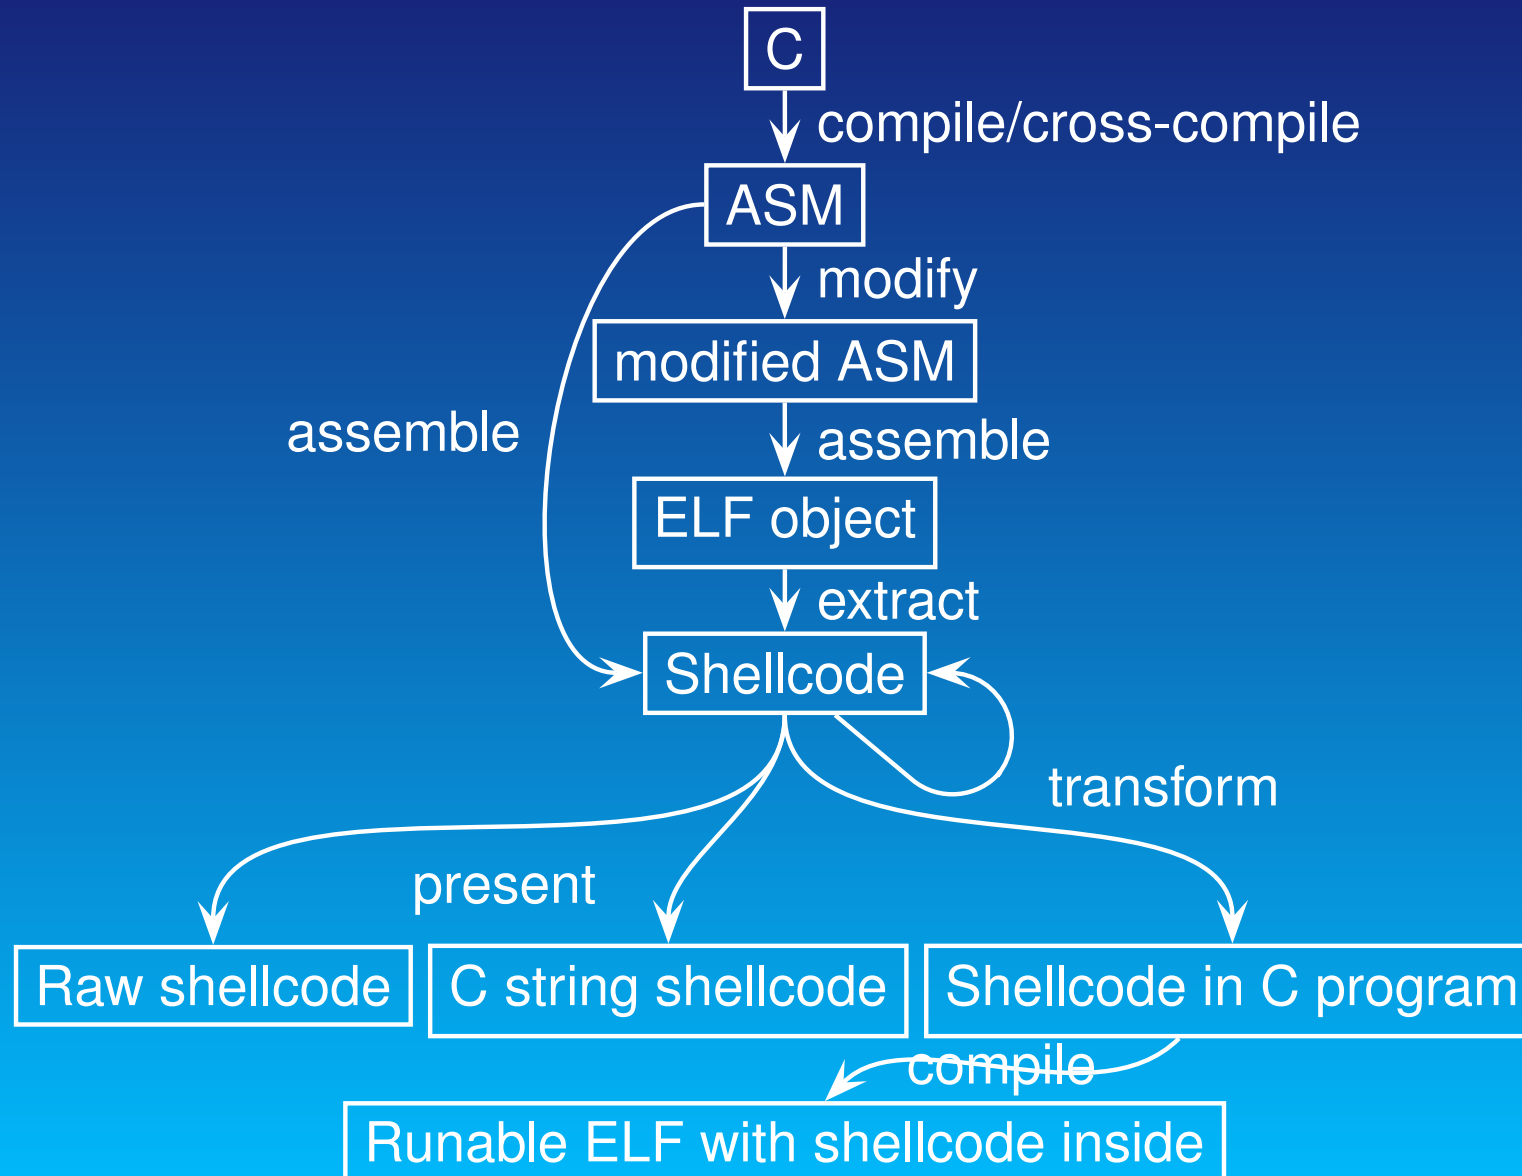 C
compile/cross-compile
ASM
modify
modified ASM
assemble
assemble
ELF object
extract
Shellcode
transform
present
Raw shellcode
C string shellcode
Shellcode in C program
compile
Runable ELF with shellcode inside